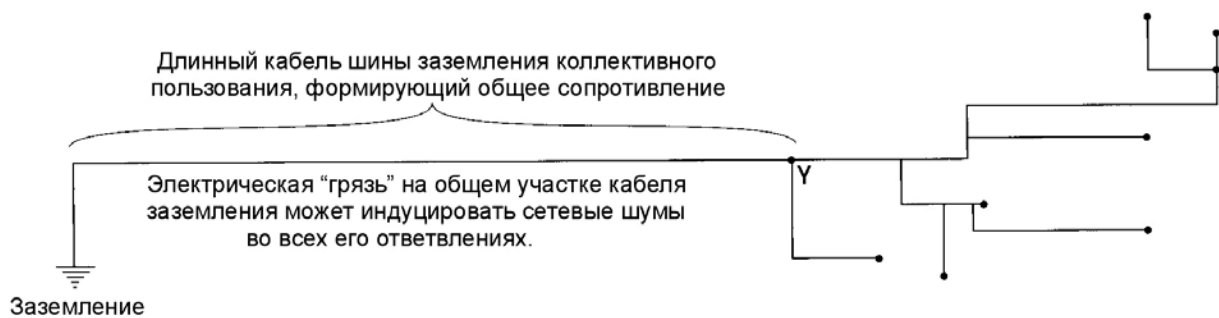 Длинный кабель шины заземления коллективного
пользования, формирующий общее сопротивление
Y
Электрическая “грязь” на общем участке кабеля
заземления может индуцировать сетевые шумы
во всех его ответвлениях.
Заземление